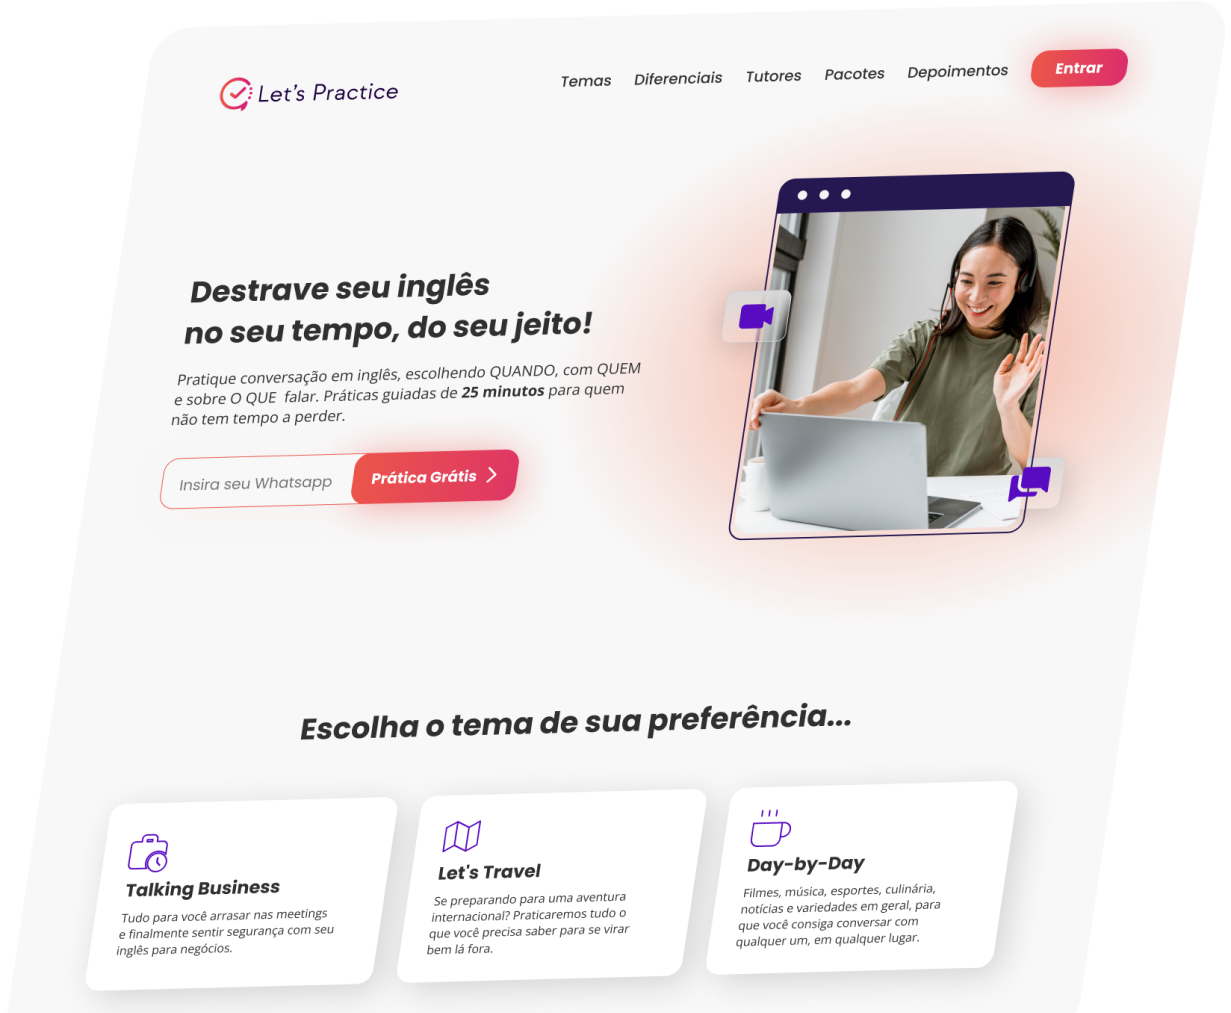 Let's Practice
Temas
Diferenciais
Tutores
Pacotes
Depoimentos
Entrar
Destrave seu inglês
no seu tempo, do seu jeito!
Pratique conversação em inglês, escolhendo QUANDO, com QUEM
e sobre O QUE falar. Práticas guiadas de 25 minutos para quem
não tem tempo a perder.
Insira seu Whatsapp
Prática Grátis
Escolha o tema de sua preferência...
Talking Business
Tudo para você arrasar nas meetings
e finalmente sentir segurança com seu
inglês para negócios.
Let's Travel
Se preparando para uma aventura
internacional? Praticaremos tudo o
que você precisa saber para se virar
bem lá fora.
Day-by-Day
Filmes, música, esportes, culinária,
notícias e variedades em geral, para
que você consiga conversar com
qualquer um, em qualquer lugar.